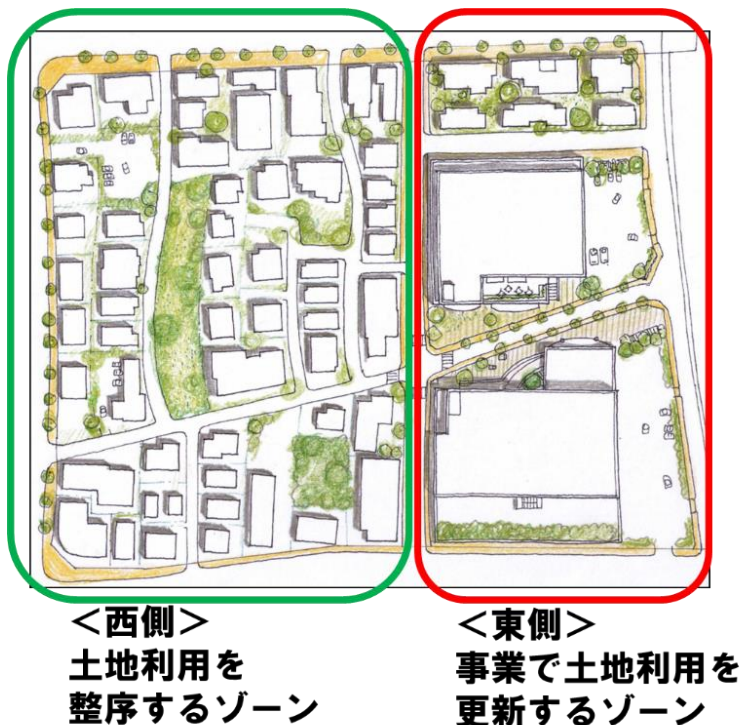 ＜西側＞
土地利用を
整序するゾーン
＜東側＞
事業で土地利用を
更新するゾーン